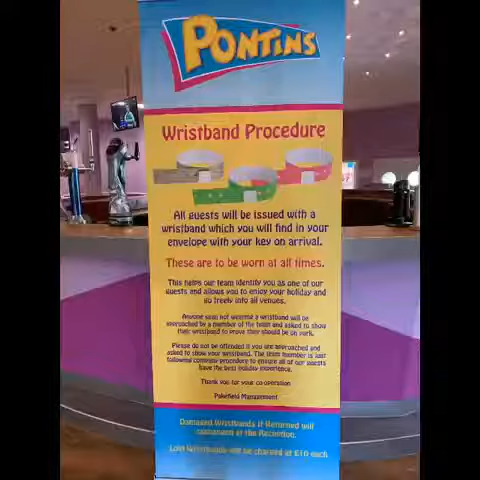 PONTINS
Wristband Procedure
All guests will be issued with a
wristband which you will find in your
envelope with your key on arrival.
These are to be worn at all times.
This helps our team identify you as one of our
guests and allows you to enjoy your holiday and
go freely into all venues.
Anyone seen not wearing a wristband will be
approached by a member of the team and asked to show
their wristband to prove they should be on park.
Please do not be offended if you are approached and
asked to show your wristband. The team member is just
following company procedure to ensure all of our guests
have the best holiday experience.
Thank you for your co-operation
Pakefield Management
Damaged Wristbands if Returned will
at the Reception.
Lost Wristbands will be charged at £10 each